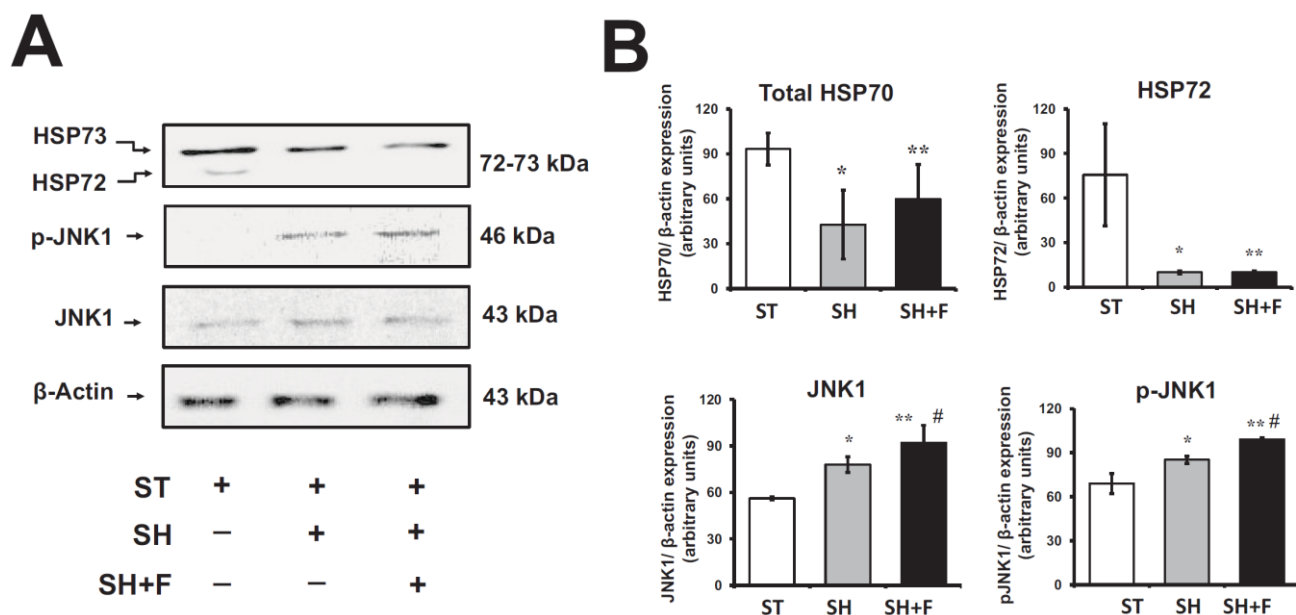 A
HSP73
HSP72
72-73 kDa
p-JNK1
46 kDa
JNK1
43 kDa
β-Actin
43 kDa
ST + + +
SH – + +
SH+F – – +
B
Total HSP70
HSP70/ β-actin expression
(arbitrary units)
120
90
60
30
0
*
**
ST SH SH+F
HSP72
HSP72/ β-actin expression
(arbitrary units)
120
90
60
30
0
*
**
ST SH SH+F
JNK1
JNK1/ β-actin expression
(arbitrary units)
120
90
60
30
0
*
** #
ST SH SH+F
p-JNK1
pJNK1/ β-actin expression
(arbitrary units)
120
90
60
30
0
*
** #
ST SH SH+F